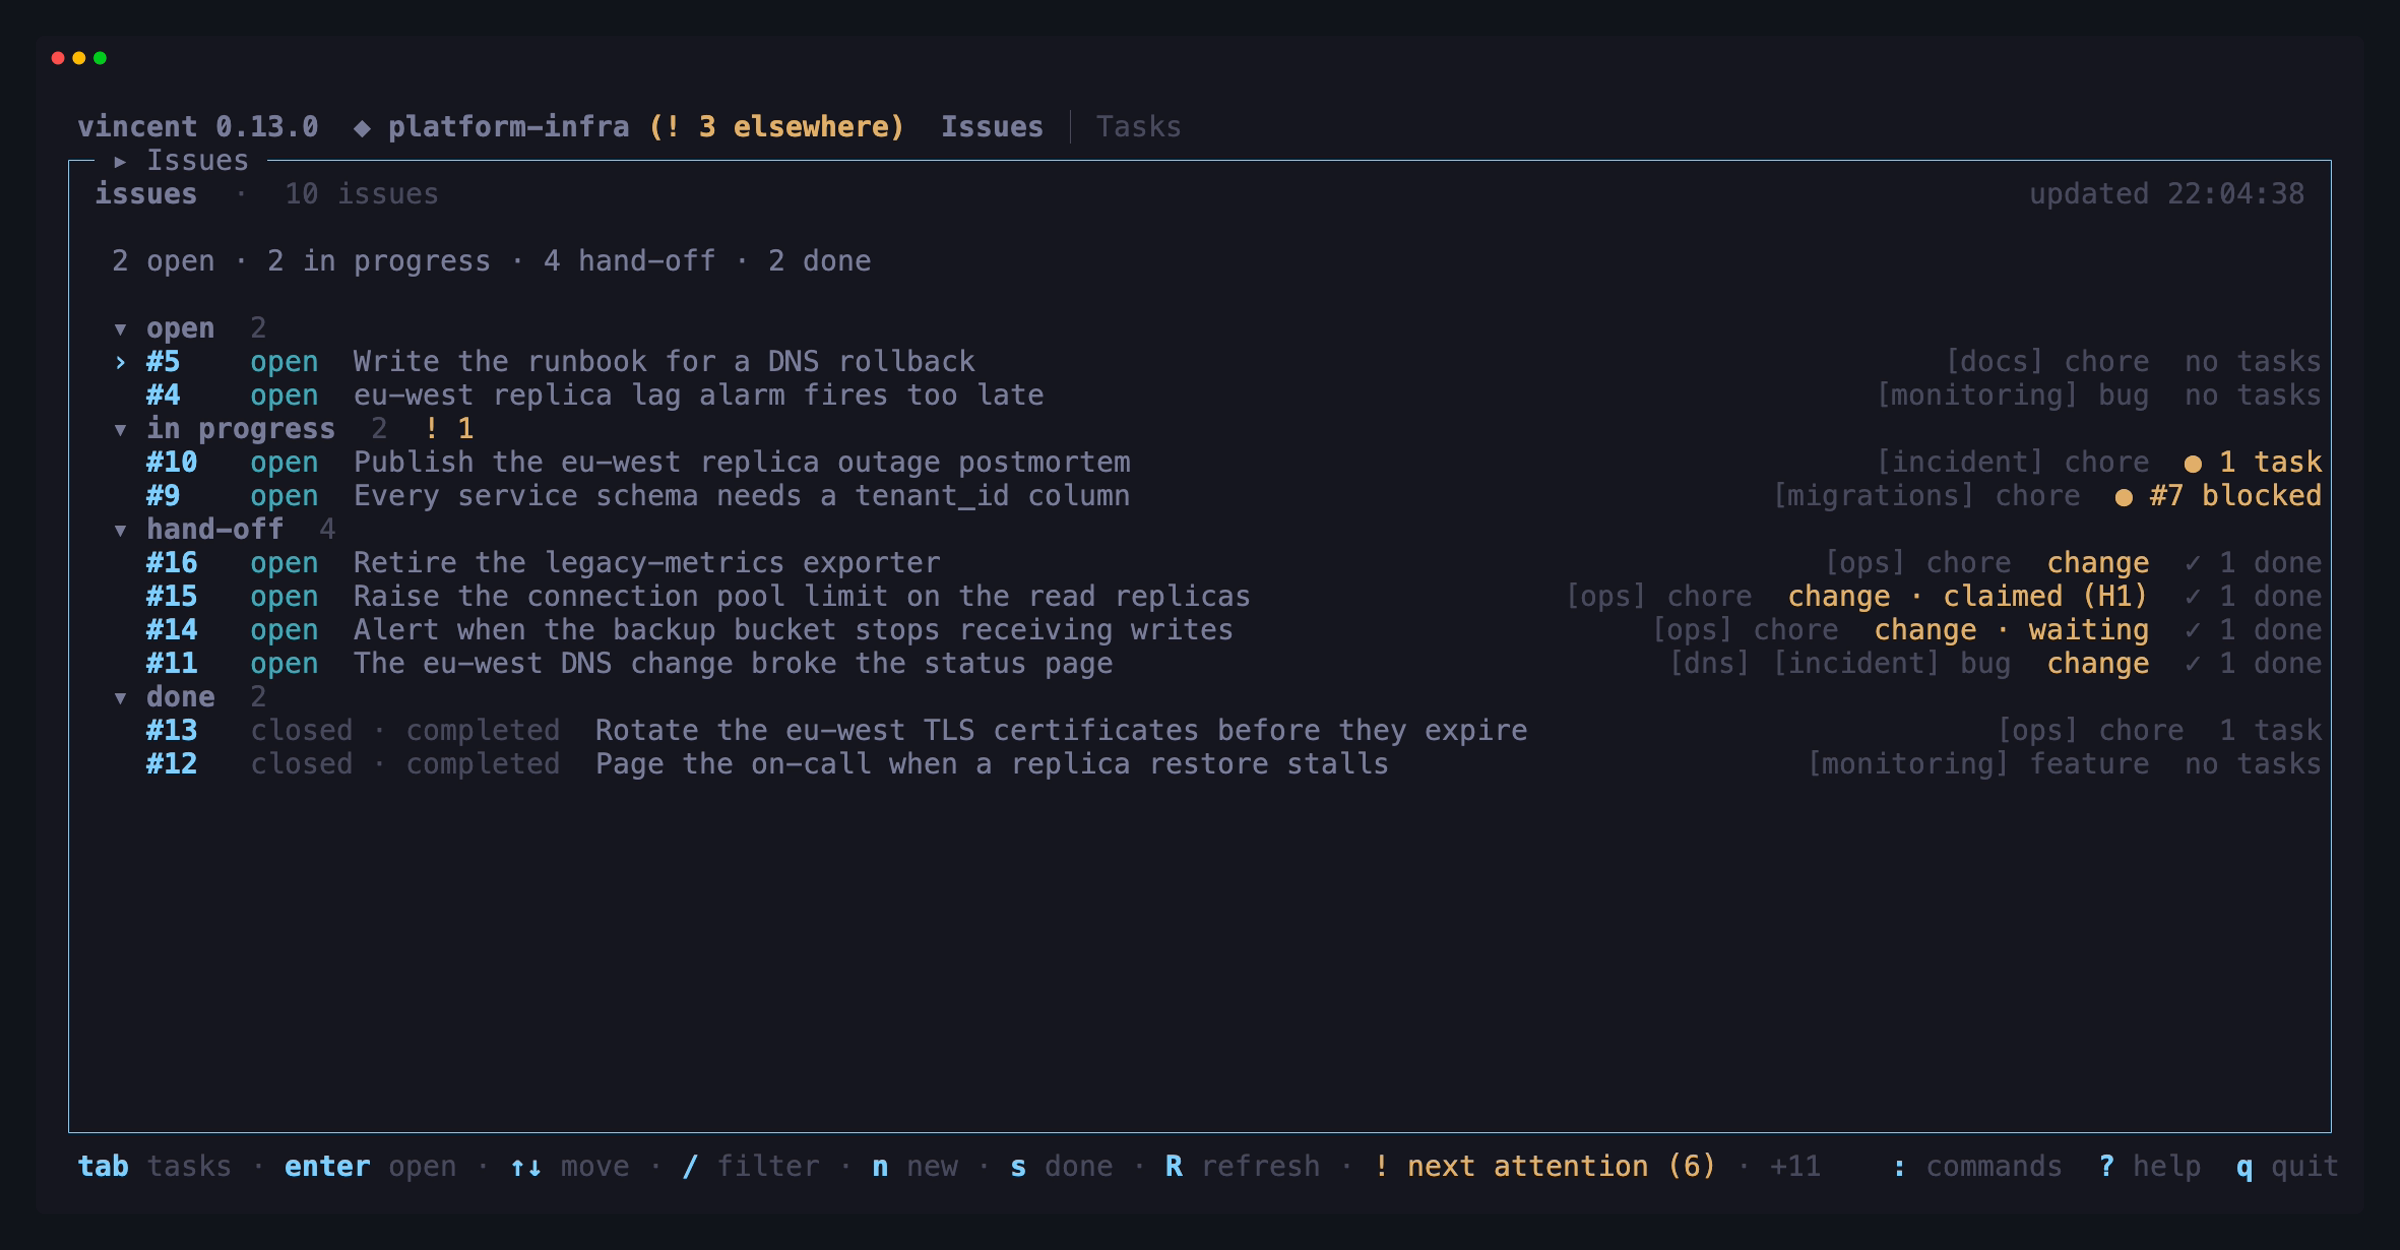 vincent 0.13.0 ◆ platform-infra (! 3 elsewhere) Issues │ Tasks
▸ Issues
issues · 10 issues updated 22:04:38
2 open · 2 in progress · 4 hand-off · 2 done
▾ open 2
› #5 open Write the runbook for a DNS rollback [docs] chore no tasks
#4 open eu-west replica lag alarm fires too late [monitoring] bug no tasks
▾ in progress 2 ! 1
#10 open Publish the eu-west replica outage postmortem [incident] chore ● 1 task
#9 open Every service schema needs a tenant_id column [migrations] chore ● #7 blocked
▾ hand-off 4
#16 open Retire the legacy-metrics exporter [ops] chore change ✓ 1 done
#15 open Raise the connection pool limit on the read replicas [ops] chore change · claimed (H1) ✓ 1 done
#14 open Alert when the backup bucket stops receiving writes [ops] chore change · waiting ✓ 1 done
#11 open The eu-west DNS change broke the status page [dns] [incident] bug change ✓ 1 done
▾ done 2
#13 closed · completed Rotate the eu-west TLS certificates before they expire [ops] chore 1 task
#12 closed · completed Page the on-call when a replica restore stalls [monitoring] feature no tasks
tab tasks · enter open · ↑↓ move · / filter · n new · s done · R refresh · ! next attention (6) · +11 : commands ? help q quit